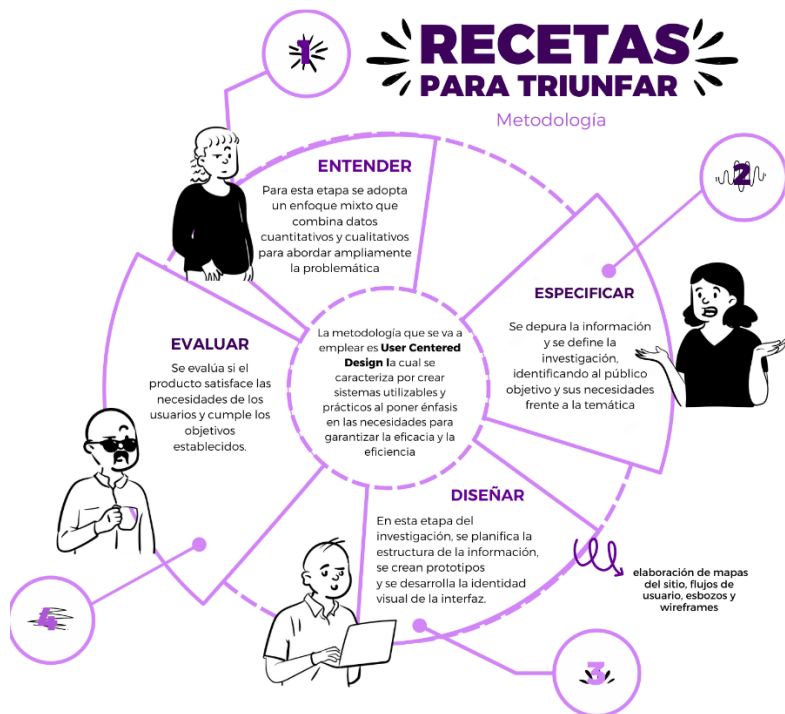 RECETAS
PARA TRIUNFAR
Metodología
1
ENTENDER
Para esta etapa se adopta
un enfoque mixto que
combina datos
cuantitativos y cualitativos
para abordar ampliamente
la problemática
2
ESPECIFICAR
Se depura la información
y se define la
investigación,
identificando al público
objetivo y sus necesidades
frente a la temática
La metodología que se va a
emplear es User Centered
Design la cual se
caracteriza por crear
sistemas utilizables y
prácticos al poner énfasis
en las necesidades para
garantizar la eficacia y la
eficiencia
DISEÑAR
En esta etapa del
investigación, se planifica la
estructura de la información,
se crean prototipos
y se desarrolla la identidad
visual de la interfaz.
elaboración de mapas
del sitio, flujos de
usuario, esbozos y
wireframes
3
EVALUAR
Se evalúa si el
producto satisface las
necesidades de los
usuarios y cumple los
objetivos
establecidos.
4